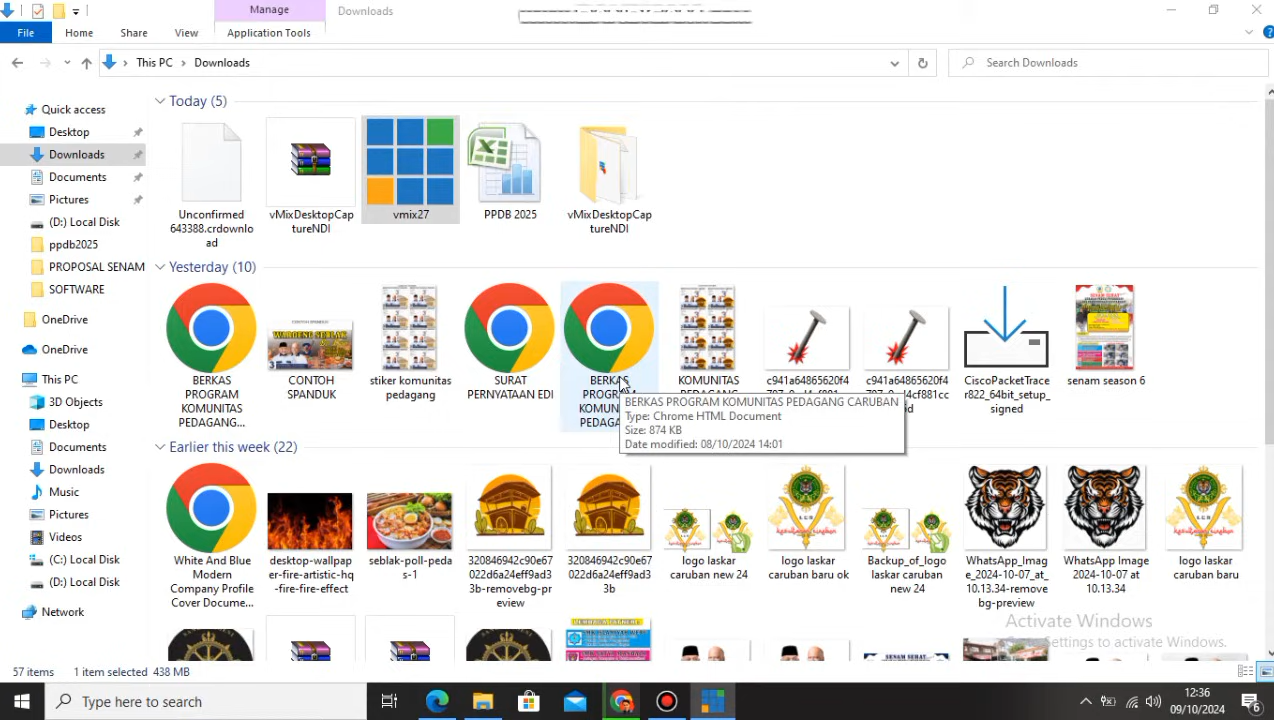 Manage
Downloads
File
Home
Share
View
Application Tools
This PC
Downloads
Search Downloads
Quick access
Desktop
Downloads
Documents
Pictures
(D:) Local Disk
ppdb2025
PROPOSAL SENAM
SOFTWARE
OneDrive
OneDrive
This PC
3D Objects
Desktop
Documents
Downloads
Music
Pictures
Videos
(C:) Local Disk
(D:) Local Disk
Network
Today (5)
Unconfirmed
643388.crdownlo
ad
vMixDesktopCap
tureNDI
vmix27
PPDB 2025
vMixDesktopCap
tureNDI
Yesterday (10)
BERKAS
PROGRAM
KOMUNITAS
PEDAGANG...
CONTOH
SPANDUK
stiker komunitas
pedagang
SURAT
PERNYATAAN EDI
BERKAS
PROGRAM
KOMUN
PEDAGA
KOMUNITAS
c941a64865620f4
c941a64865620f4
CiscoPacketTrace
r822_64bit_setup_
signed
senam season 6
BERKAS PROGRAM KOMUNITAS PEDAGANG CARUBAN
Type: Chrome HTML Document
Size: 874 KB
Date modified: 08/10/2024 14:01
Earlier this week (22)
White And Blue
Modern
Company Profile
Cover Docume...
desktop-wallpap
er-fire-artistic-hq
-fire-fire-effect
seblak-poll-peda
s-1
320846942c90e67
022d6a24eff9ad3
3b-removebg-pr
eview
320846942c90e67
022d6a24eff9ad3
3b
logo laskar
caruban new 24
logo laskar
caruban baru ok
Backup_of_logo
laskar caruban
new 24
WhatsApp_Imag
e_2024-10-07_at_
10.13.34-remove
bg-preview
WhatsApp Image
2024-10-07 at
10.13.34
logo laskar
caruban baru
Activate Windows
Settings to activate Windows.
57 items
1 item selected 438 MB
Type here to search
12:36
09/10/2024
6